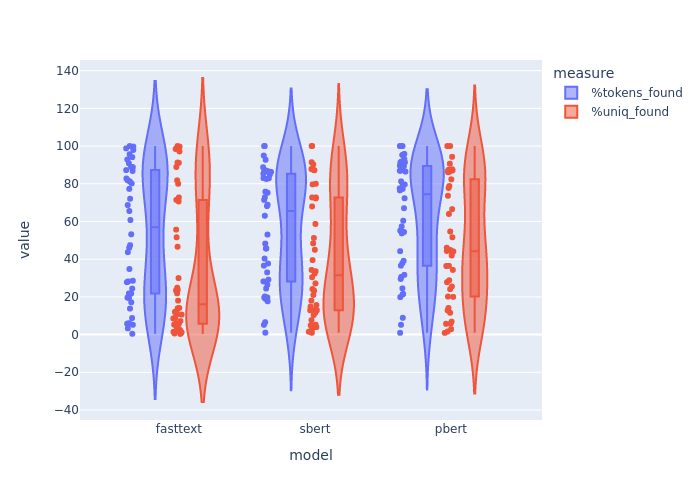 measure
%tokens_found
%uniq_found
140
120
100
80
60
40
20
0
−20
−40
value
fasttext
sbert
pbert
model